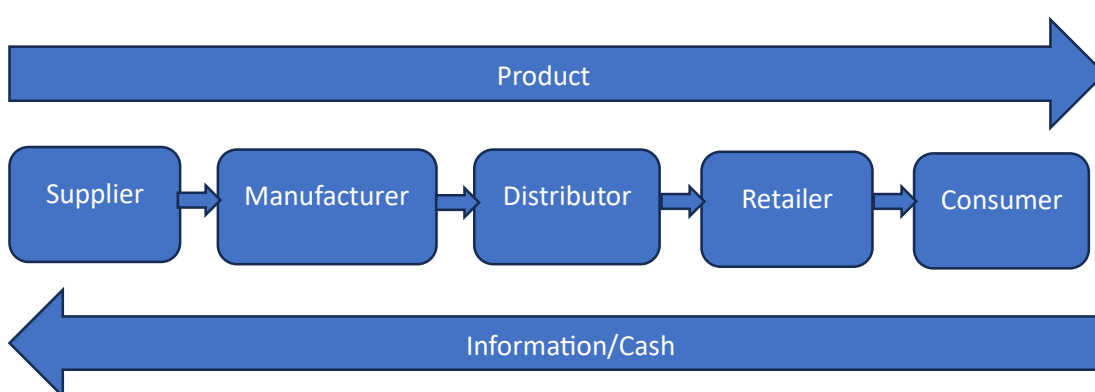 Product
Supplier
Manufacturer
Distributor
Retailer
Consumer
Information/Cash